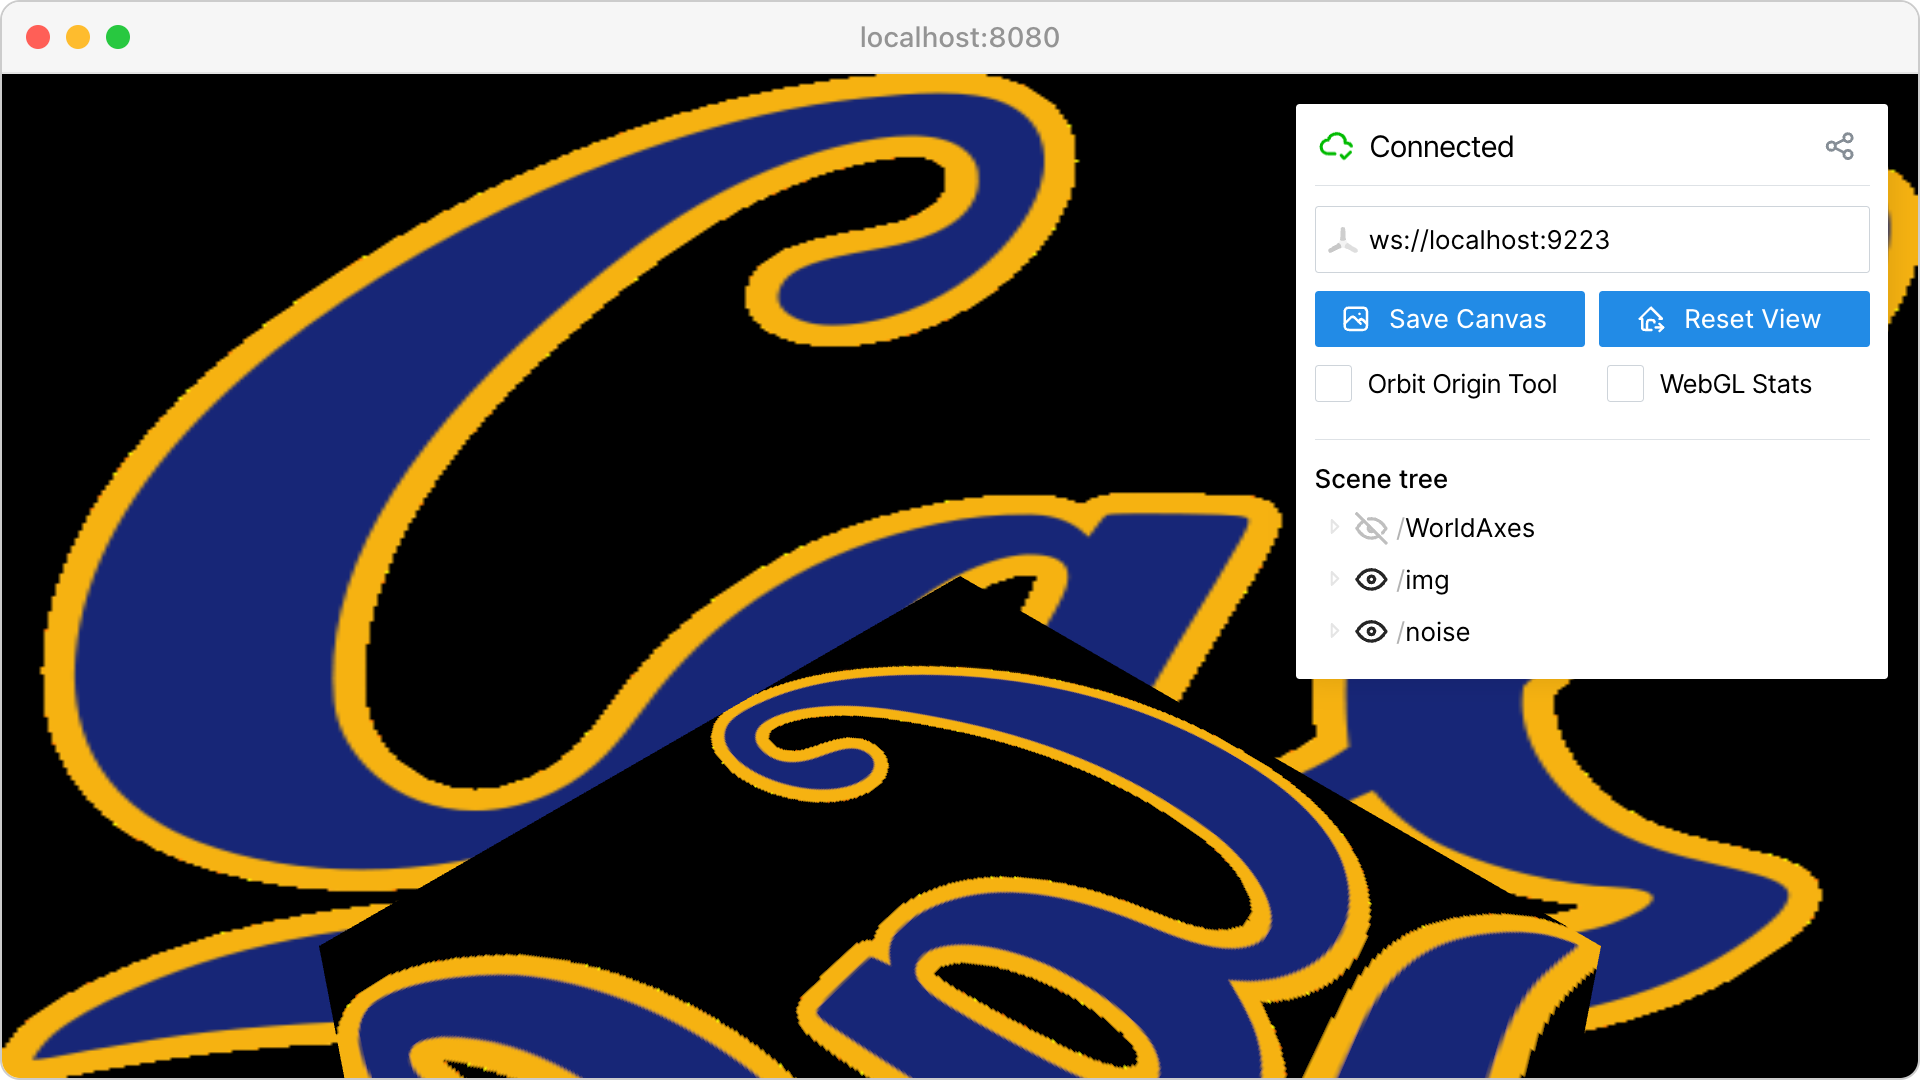 localhost:8080
Connected
ws://localhost:9223
Save Canvas
Reset View
Orbit Origin Tool
WebGL Stats
Scene tree
/WorldAxes
/img
/noise